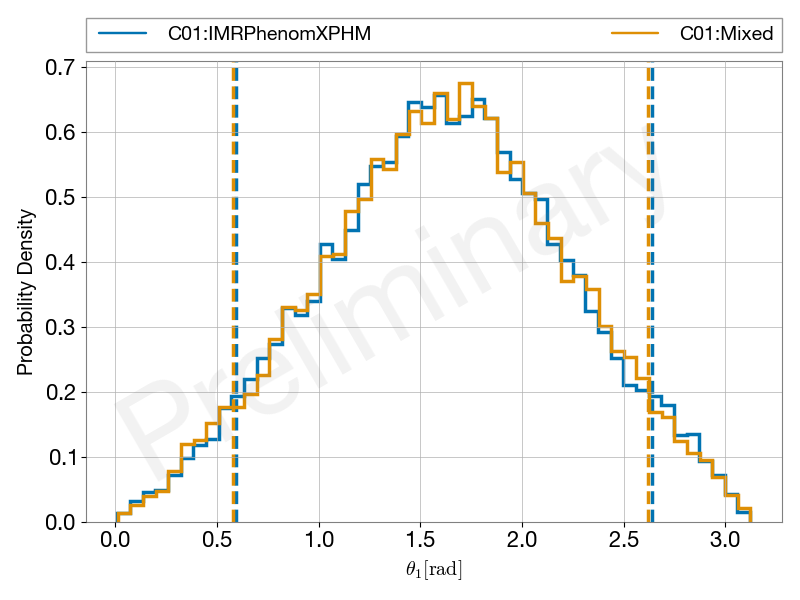 C01:IMRPhenomXPHM C01:Mixed
0.7
0.6
0.5
0.4
0.3
0.2
0.1
0.0
Probability Density
Preliminary
0.0 0.5 1.0 1.5 2.0 2.5 3.0
θ₁[rad]